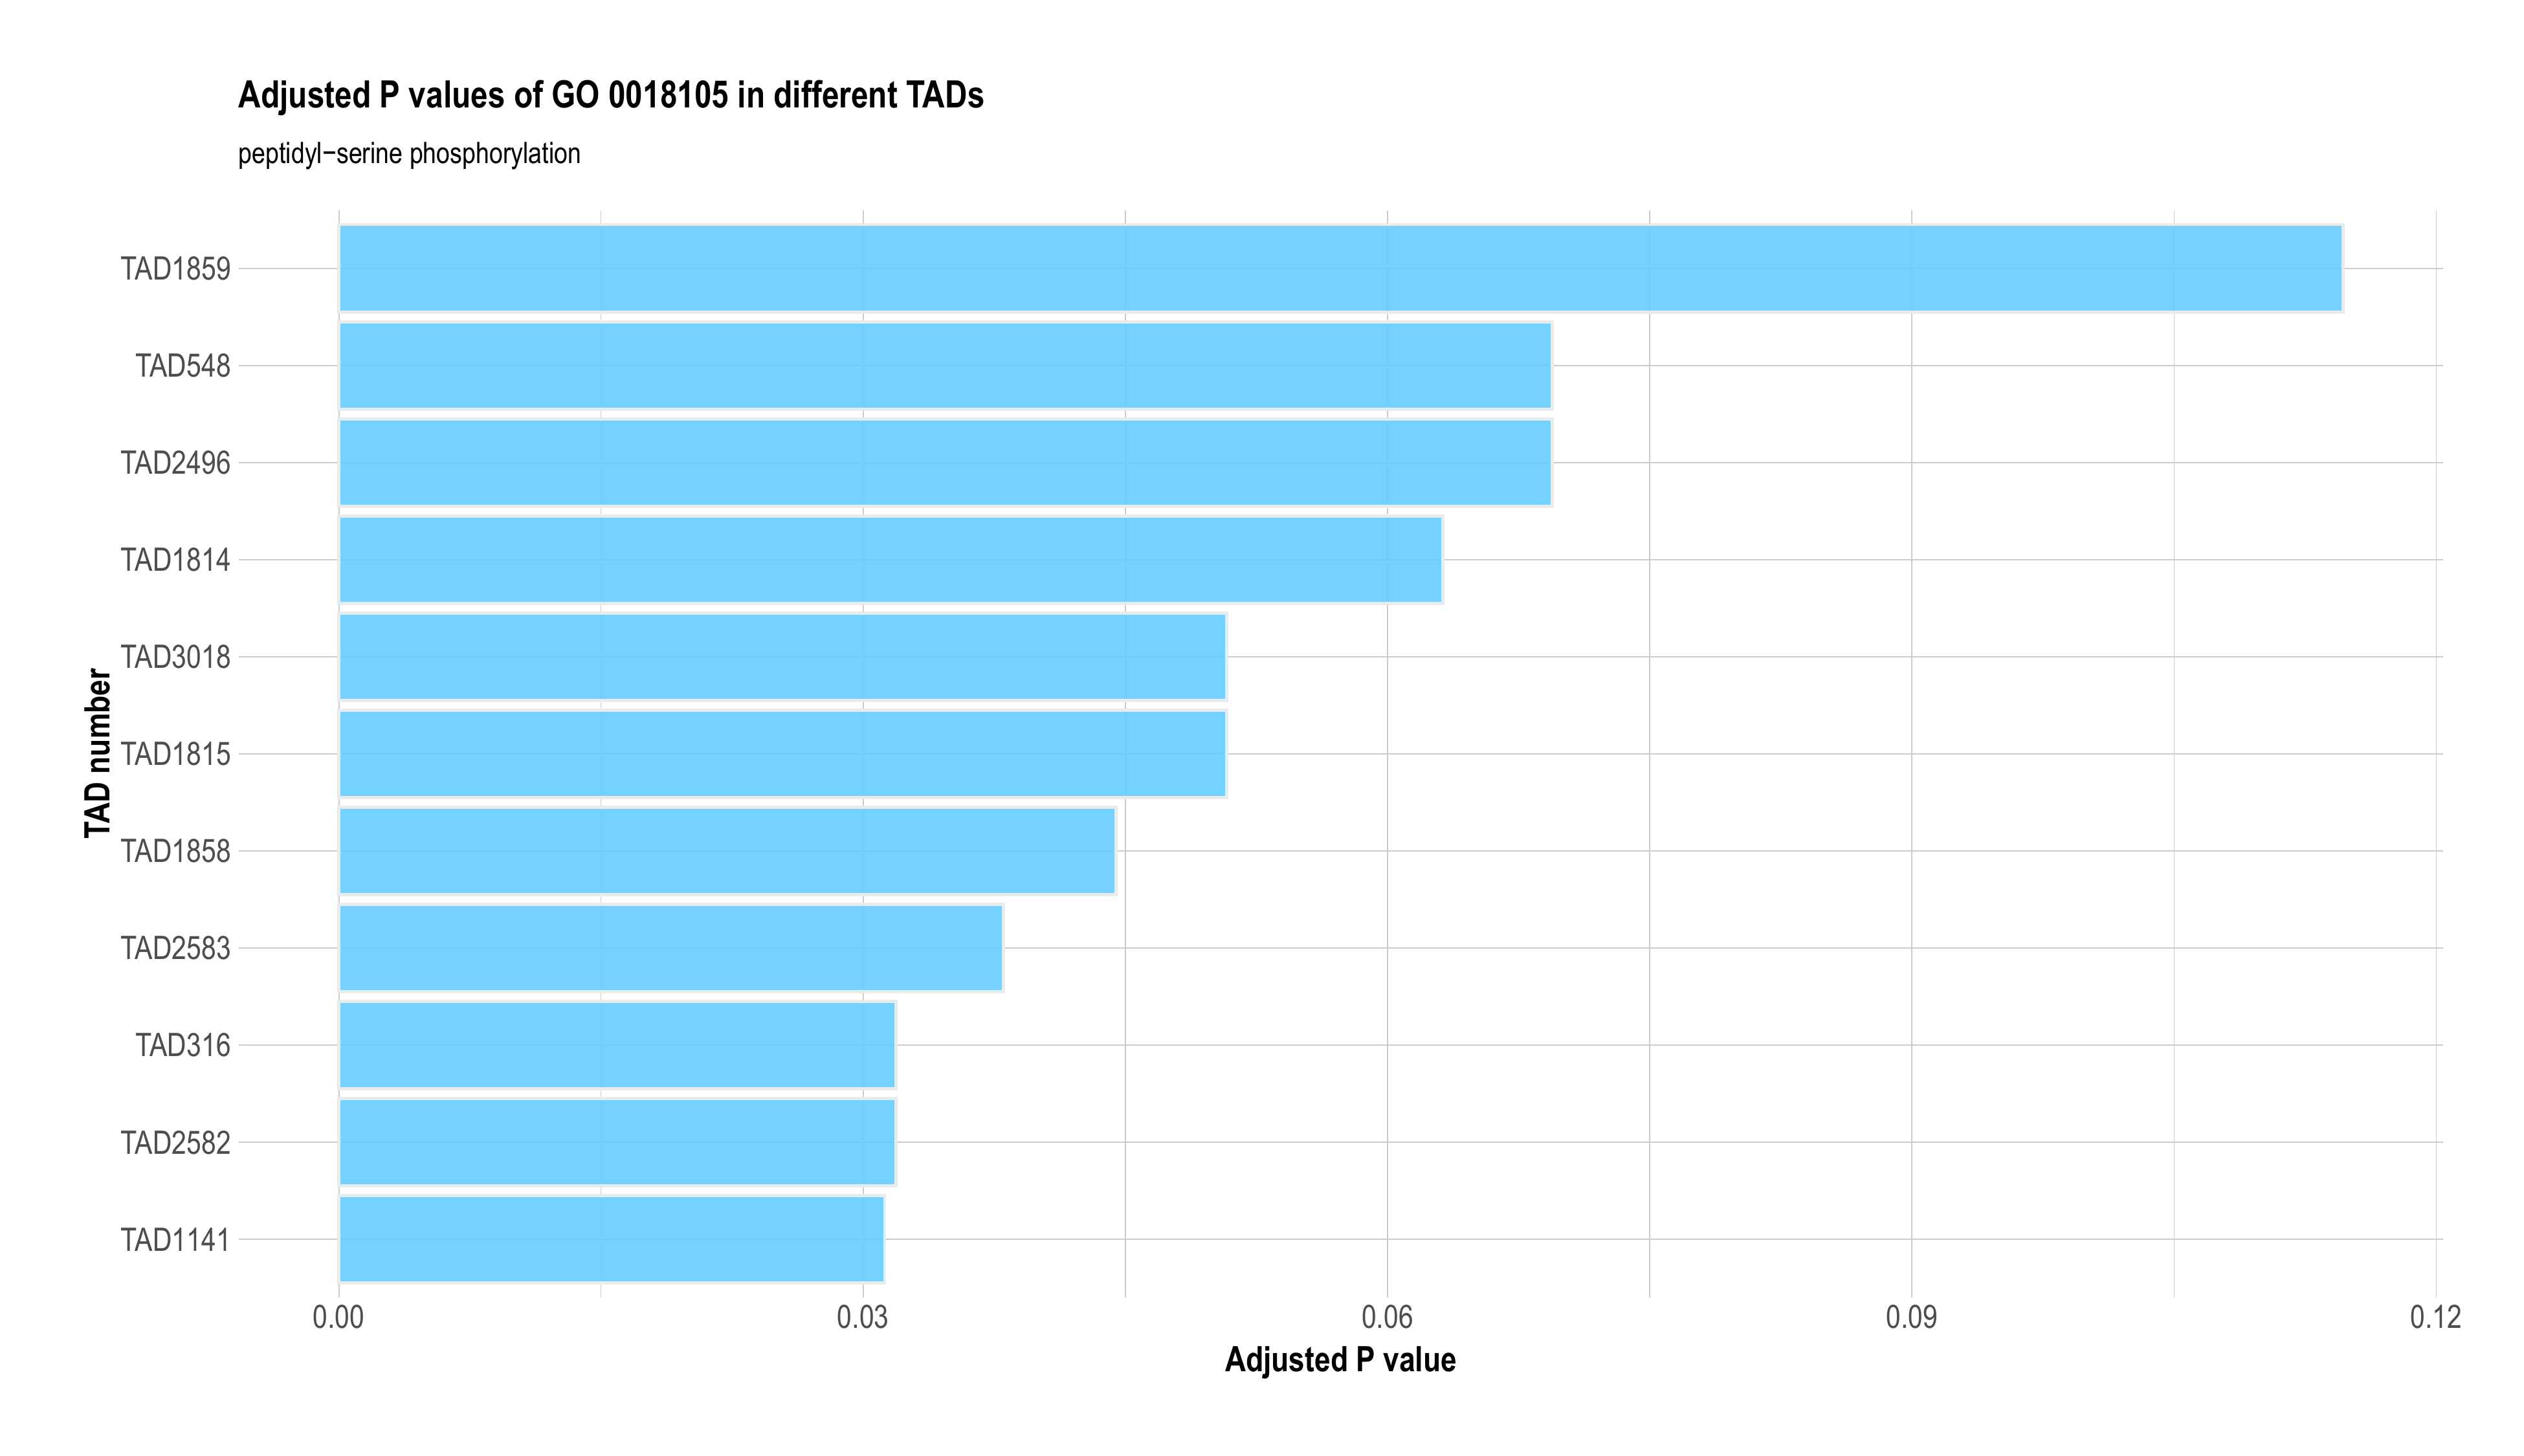 Adjusted P values of GO 0018105 in different TADs
peptidyl−serine phosphorylation
TAD number
TAD1859
TAD548
TAD2496
TAD1814
TAD3018
TAD1815
TAD1858
TAD2583
TAD316
TAD2582
TAD1141
0.00 0.03 0.06 0.09 0.12
Adjusted P value